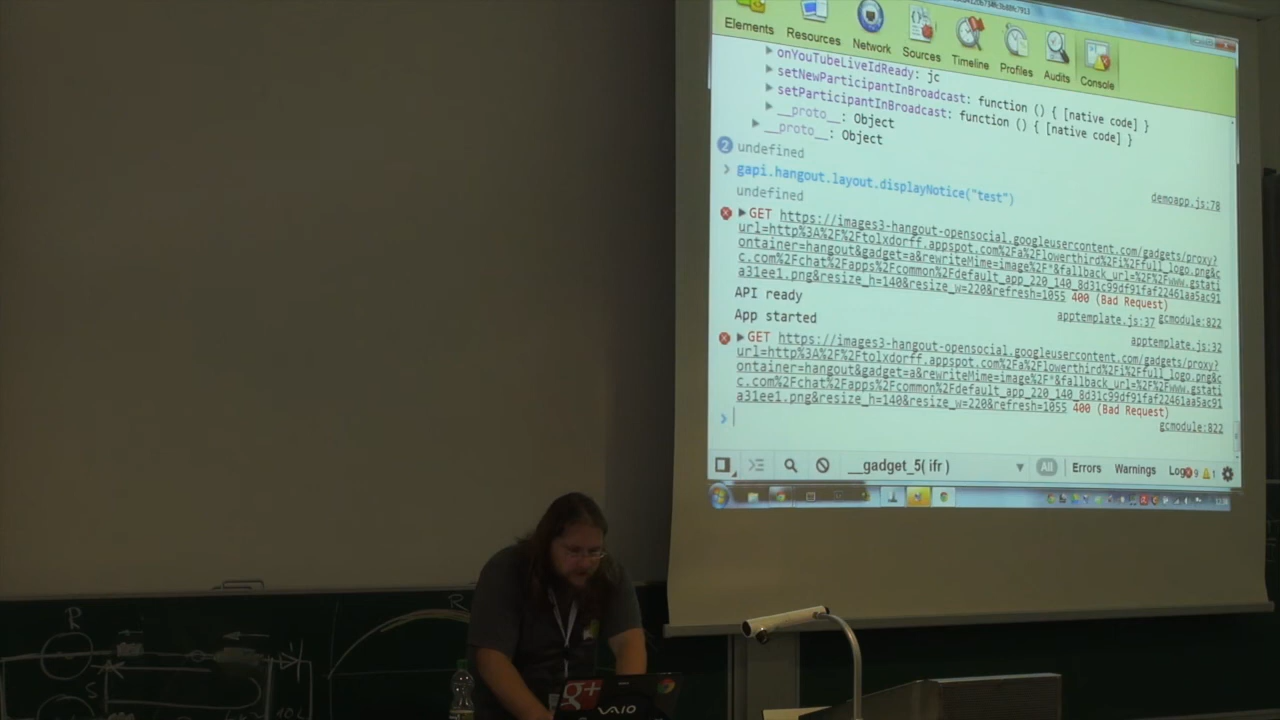 Elements
Resources
Network
Sources
Timeline
Profiles
Audits
Console
onYouTubeLiveIdReady: jc
setNewParticipantInBroadcast: function () { [native code] }
setParticipantInBroadcast: function () { [native code] }
__proto__: Object
__proto__: Object
2 undefined
> gapi.hangout.layout.displayNotice("test")
undefined
demoapp.js:78
GET https://images3-hangout-opensocial.googleusercontent.com/gadgets/proxy?
url=http%3A%2F%2Ftolxdorff.appspot.com%2Fa%2Flowerthird%2Fi%2Ffull_logo.png&c
ontainer=hangout&gadget=a&rewriteMime=image%2F*&fallback_url=%2F%2Fwww.gstati
c.com%2Fchat%2Fapps%2Fcommon%2Fdefault_app_220_140_8d31c99df91faf22461aa5ac91
a31ee1.png&resize_h=140&resize_w=220&refresh=1055 400 (Bad Request)
gcmodule:822
API ready
apptemplate.js:37
App started
apptemplate.js:32
GET https://images3-hangout-opensocial.googleusercontent.com/gadgets/proxy?
url=http%3A%2F%2Ftolxdorff.appspot.com%2Fa%2Flowerthird%2Fi%2Ffull_logo.png&c
ontainer=hangout&gadget=a&rewriteMime=image%2F*&fallback_url=%2F%2Fwww.gstati
c.com%2Fchat%2Fapps%2Fcommon%2Fdefault_app_220_140_8d31c99df91faf22461aa5ac91
a31ee1.png&resize_h=140&resize_w=220&refresh=1055 400 (Bad Request)
gcmodule:822
>
__gadget_5( ifr )
All
Errors
Warnings
Log
9
1
R
R
S
g+
VAIO